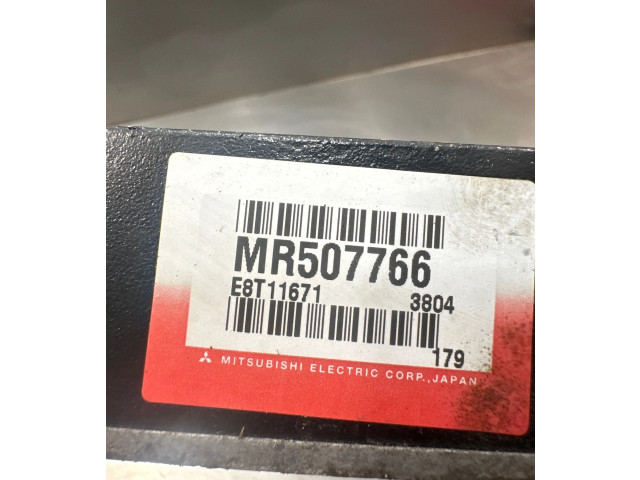 MR507766
E8T11671 3804
179
MITSUBISHI ELECTRIC CORP., JAPAN